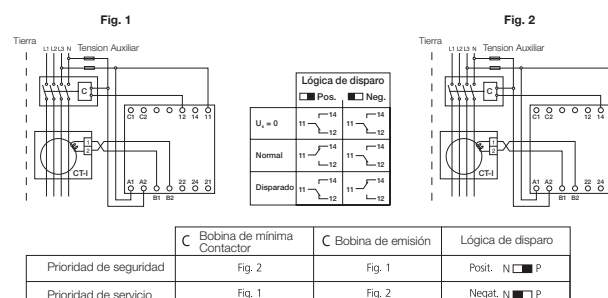 Fig. 1
Fig. 2
Tierra
L1 L2 L3 N
Tension Auxiliar
C
C1 C2 12 14 11
1
2
CT-I
A1 A2 22 24 21
B1 B2
Lógica de disparo
Pos. Neg.
Uₛ = 0
11 14 12
11 14 12
Normal
11 14 12
11 14 12
Disparado
11 14 12
11 14 12
Tierra
L1 L2 L3 N
Tension Auxiliar
C
C1 C2 12 14
1
2
CT-I
A1 A2 22 24
B1 B2
C Bobina de mínima Contactor
C Bobina de emisión
Lógica de disparo
Prioridad de seguridad Fig. 2 Fig. 1 Posit. N P
Prioridad de servicio Fig. 1 Fig. 2 Negat. N P